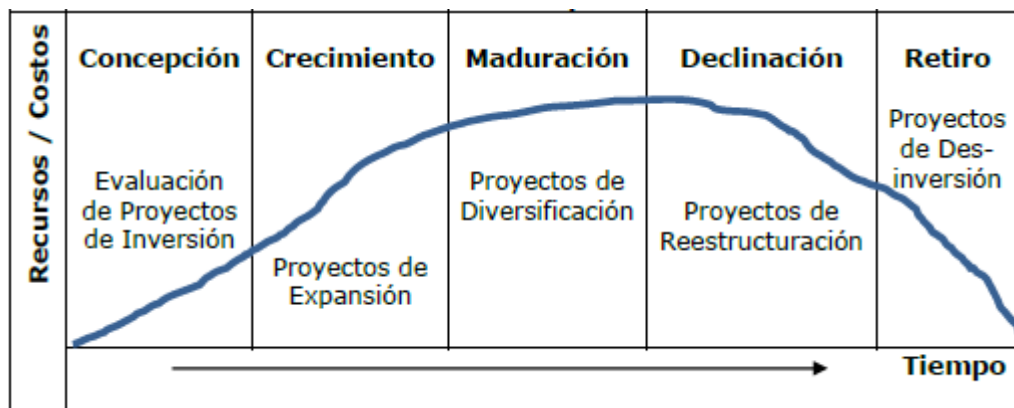 Recursos / Costos
Concepción
Crecimiento
Maduración
Declinación
Retiro
Evaluación
de Proyectos
de Inversión
Proyectos de
Expansión
Proyectos de
Diversificación
Proyectos de
Reestructuración
Proyectos
de Des-
inversión
Tiempo